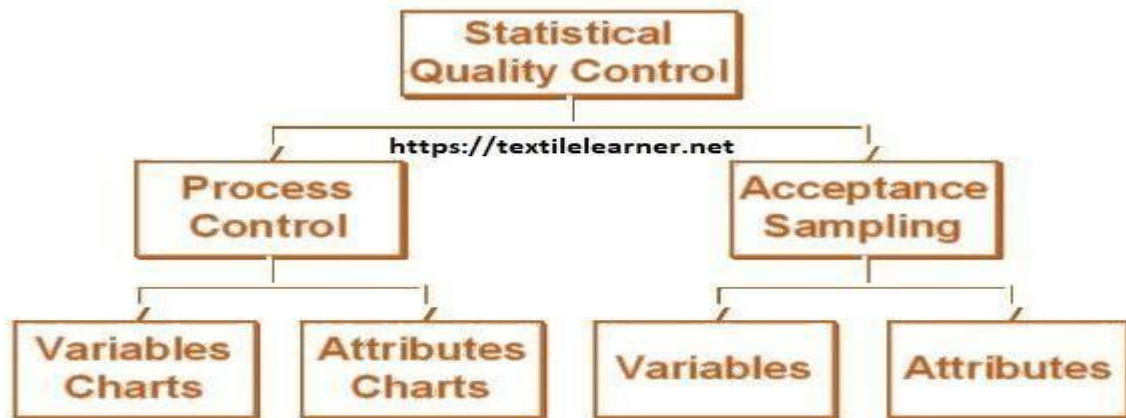 Statistical
Quality Control
https://textilelearner.net
Process
Control
Acceptance
Sampling
Variables
Charts
Attributes
Charts
Variables
Attributes